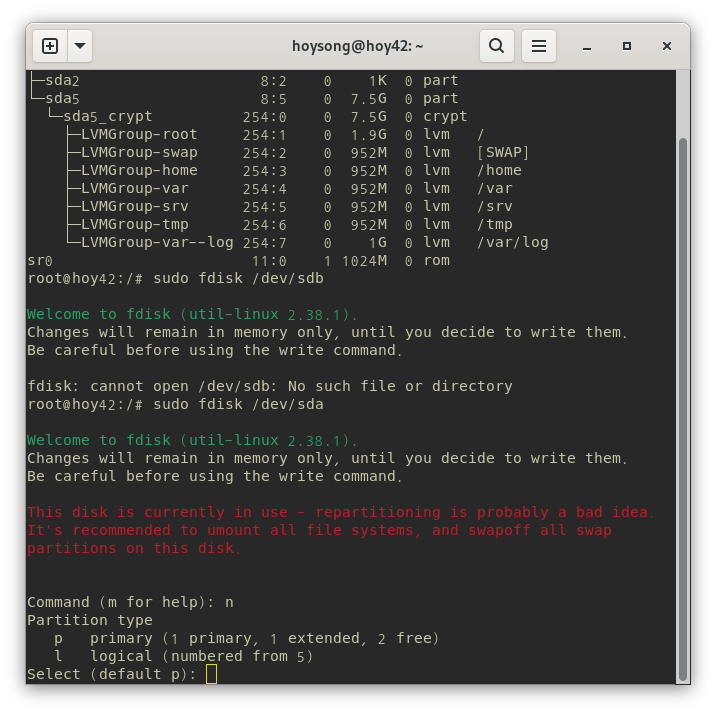 hoysong@hoy42: ~
├─sda2                    8:2    0    1K  0 part
└─sda5                    8:5    0  7.5G  0 part
  └─sda5_crypt          254:0    0  7.5G  0 crypt
    ├─LVMGroup-root     254:1    0  1.9G  0 lvm   /
    ├─LVMGroup-swap     254:2    0  952M  0 lvm   [SWAP]
    ├─LVMGroup-home     254:3    0  952M  0 lvm   /home
    ├─LVMGroup-var      254:4    0  952M  0 lvm   /var
    ├─LVMGroup-srv      254:5    0  952M  0 lvm   /srv
    ├─LVMGroup-tmp      254:6    0  952M  0 lvm   /tmp
    └─LVMGroup-var--log 254:7    0    1G  0 lvm   /var/log
sr0                      11:0    1 1024M  0 rom
root@hoy42:/# sudo fdisk /dev/sdb
Welcome to fdisk (util-linux 2.38.1).
Changes will remain in memory only, until you decide to write them.
Be careful before using the write command.
fdisk: cannot open /dev/sdb: No such file or directory
root@hoy42:/# sudo fdisk /dev/sda
Welcome to fdisk (util-linux 2.38.1).
Changes will remain in memory only, until you decide to write them.
Be careful before using the write command.
This disk is currently in use - repartitioning is probably a bad idea.
It's recommended to umount all file systems, and swapoff all swap
partitions on this disk.
Command (m for help): n
Partition type
   p   primary (1 primary, 1 extended, 2 free)
   l   logical (numbered from 5)
Select (default p):